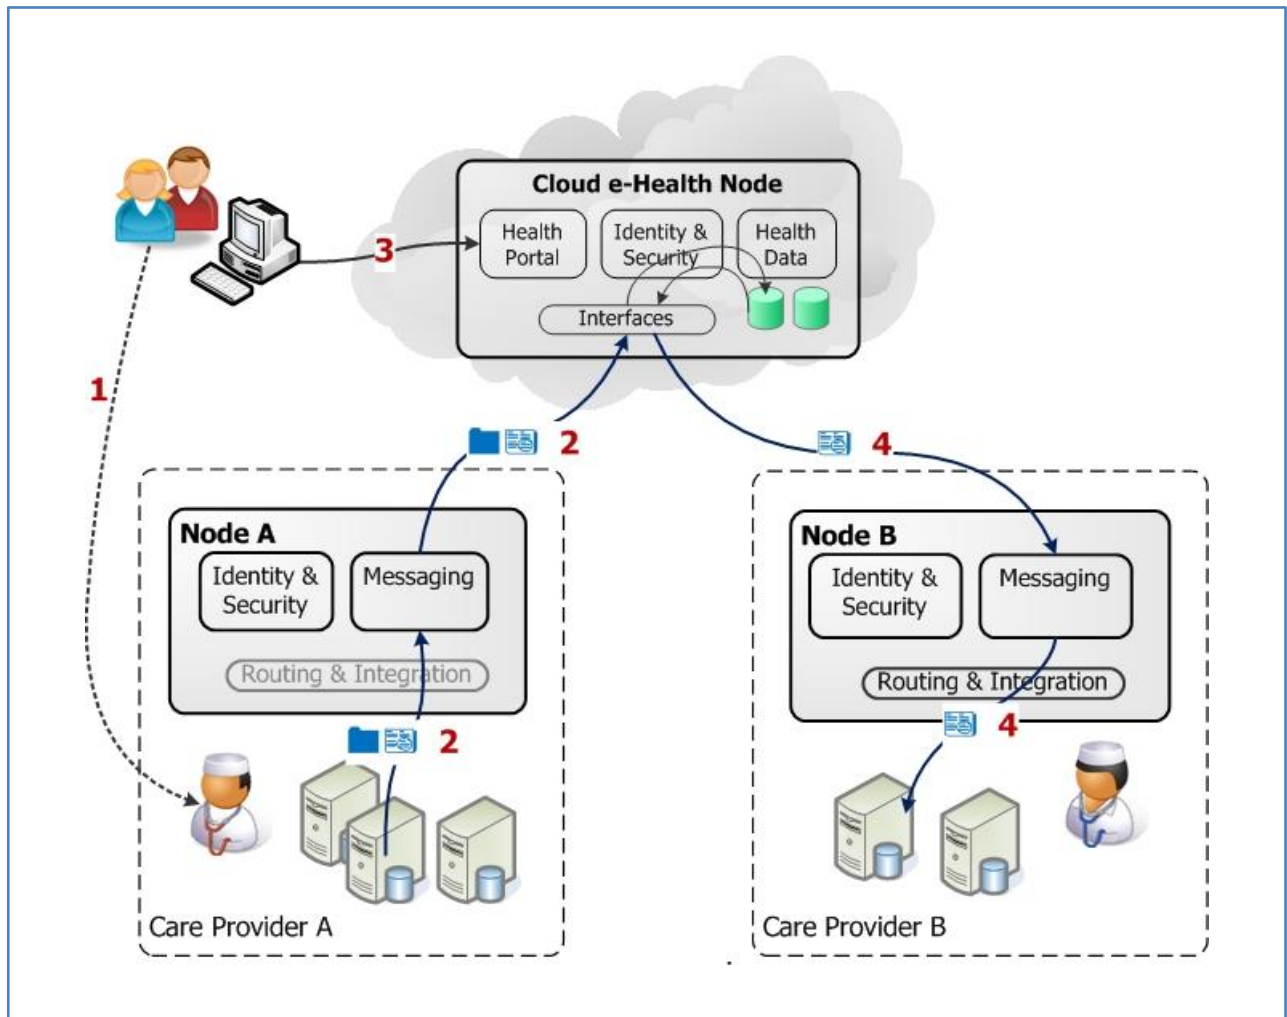 Cloud e-Health Node
Health
Portal
Identity &
Security
Health
Data
Interfaces
3
1
2
4
Node A
Identity &
Security
Messaging
Routing & Integration
2
Care Provider A
Node B
Identity &
Security
Messaging
Routing & Integration
4
Care Provider B